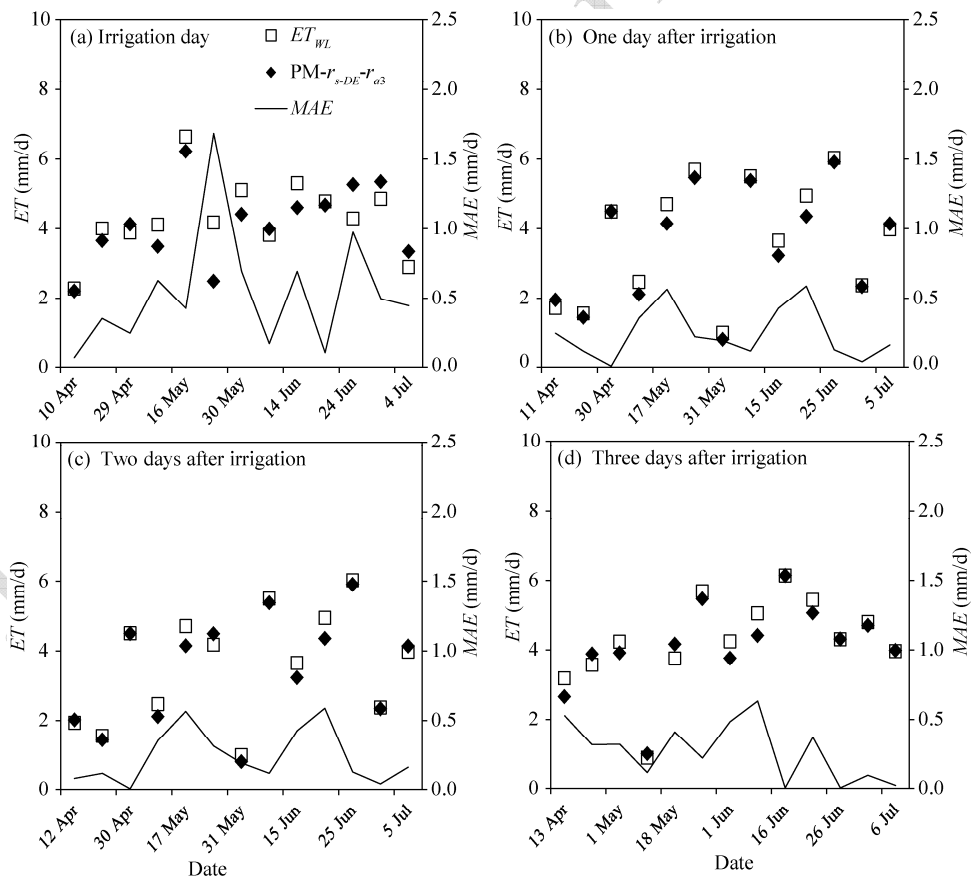 (a) Irrigation day
ET_WL
PM-r_s-DE-r_a3
MAE
10
8
6
4
2
0
ET (mm/d)
2.5
2.0
1.5
1.0
0.5
0.0
MAE (mm/d)
10 Apr
29 Apr
16 May
30 May
14 Jun
24 Jun
4 Jul
(b) One day after irrigation
10
8
6
4
2
0
ET (mm/d)
2.5
2.0
1.5
1.0
0.5
0.0
MAE (mm/d)
11 Apr
30 Apr
17 May
31 May
15 Jun
25 Jun
5 Jul
(c) Two days after irrigation
10
8
6
4
2
0
ET (mm/d)
2.5
2.0
1.5
1.0
0.5
0.0
MAE (mm/d)
12 Apr
30 Apr
17 May
31 May
15 Jun
25 Jun
5 Jul
Date
(d) Three days after irrigation
10
8
6
4
2
0
ET (mm/d)
2.5
2.0
1.5
1.0
0.5
0.0
MAE (mm/d)
13 Apr
1 May
18 May
1 Jun
16 Jun
26 Jun
6 Jul
Date